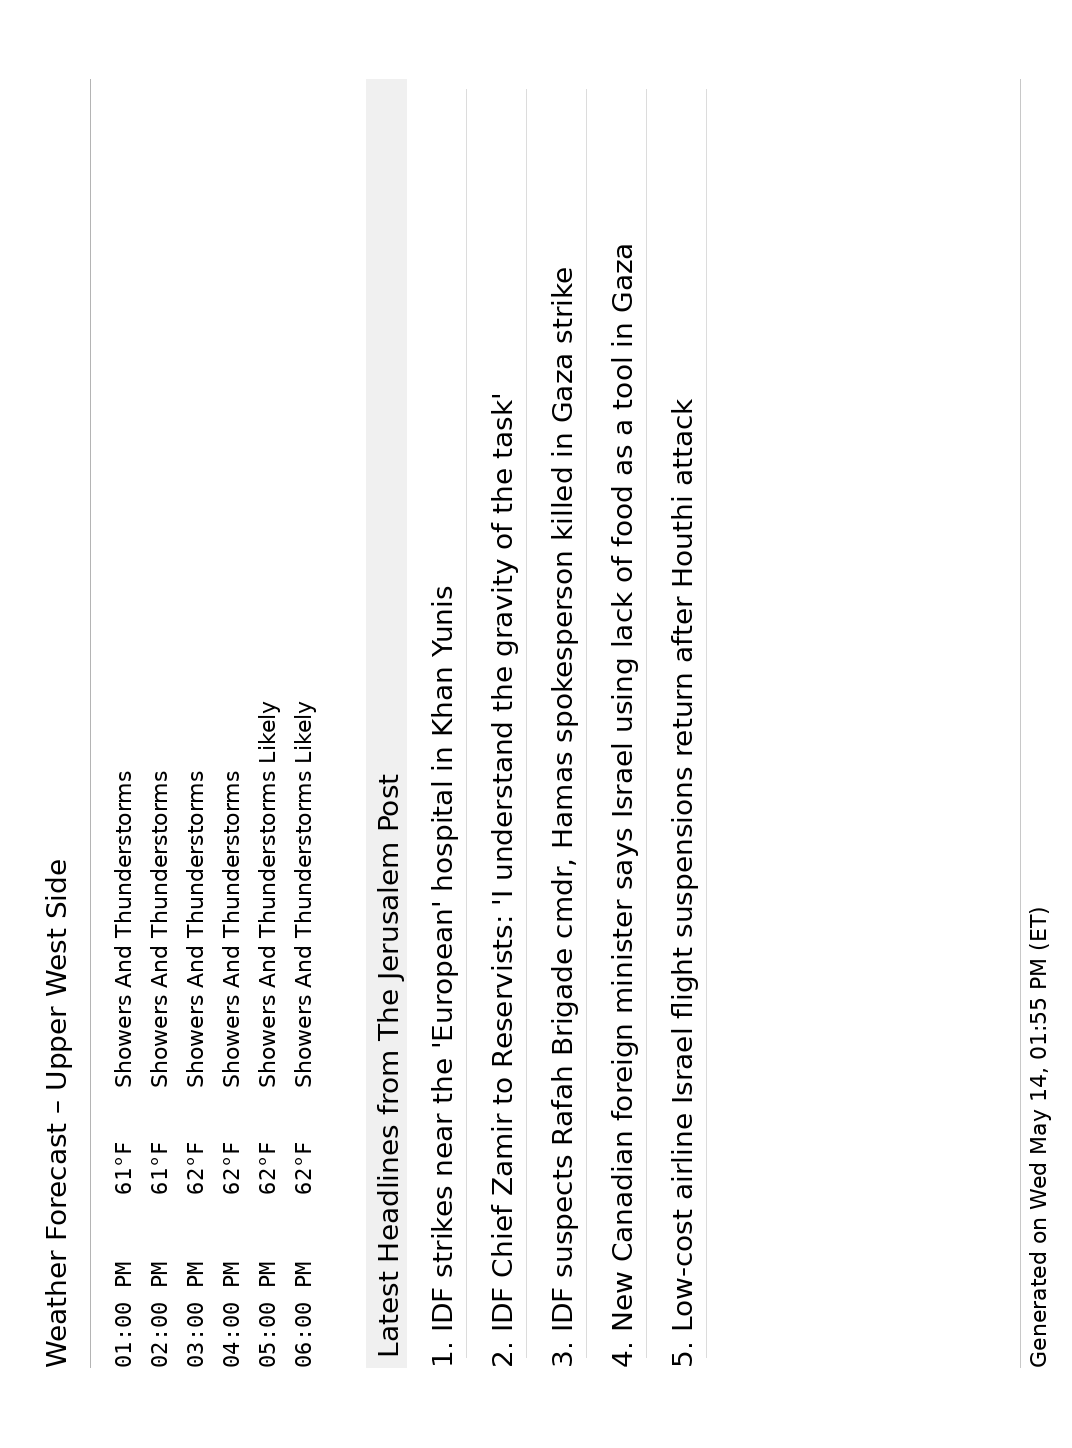 Weather Forecast – Upper West Side
01:00 PM 61°F Showers And Thunderstorms
02:00 PM 61°F Showers And Thunderstorms
03:00 PM 62°F Showers And Thunderstorms
04:00 PM 62°F Showers And Thunderstorms
05:00 PM 62°F Showers And Thunderstorms Likely
06:00 PM 62°F Showers And Thunderstorms Likely
Latest Headlines from The Jerusalem Post
1. IDF strikes near the 'European' hospital in Khan Yunis
2. IDF Chief Zamir to Reservists: 'I understand the gravity of the task'
3. IDF suspects Rafah Brigade cmdr, Hamas spokesperson killed in Gaza strike
4. New Canadian foreign minister says Israel using lack of food as a tool in Gaza
5. Low-cost airline Israel flight suspensions return after Houthi attack
Generated on Wed May 14, 01:55 PM (ET)